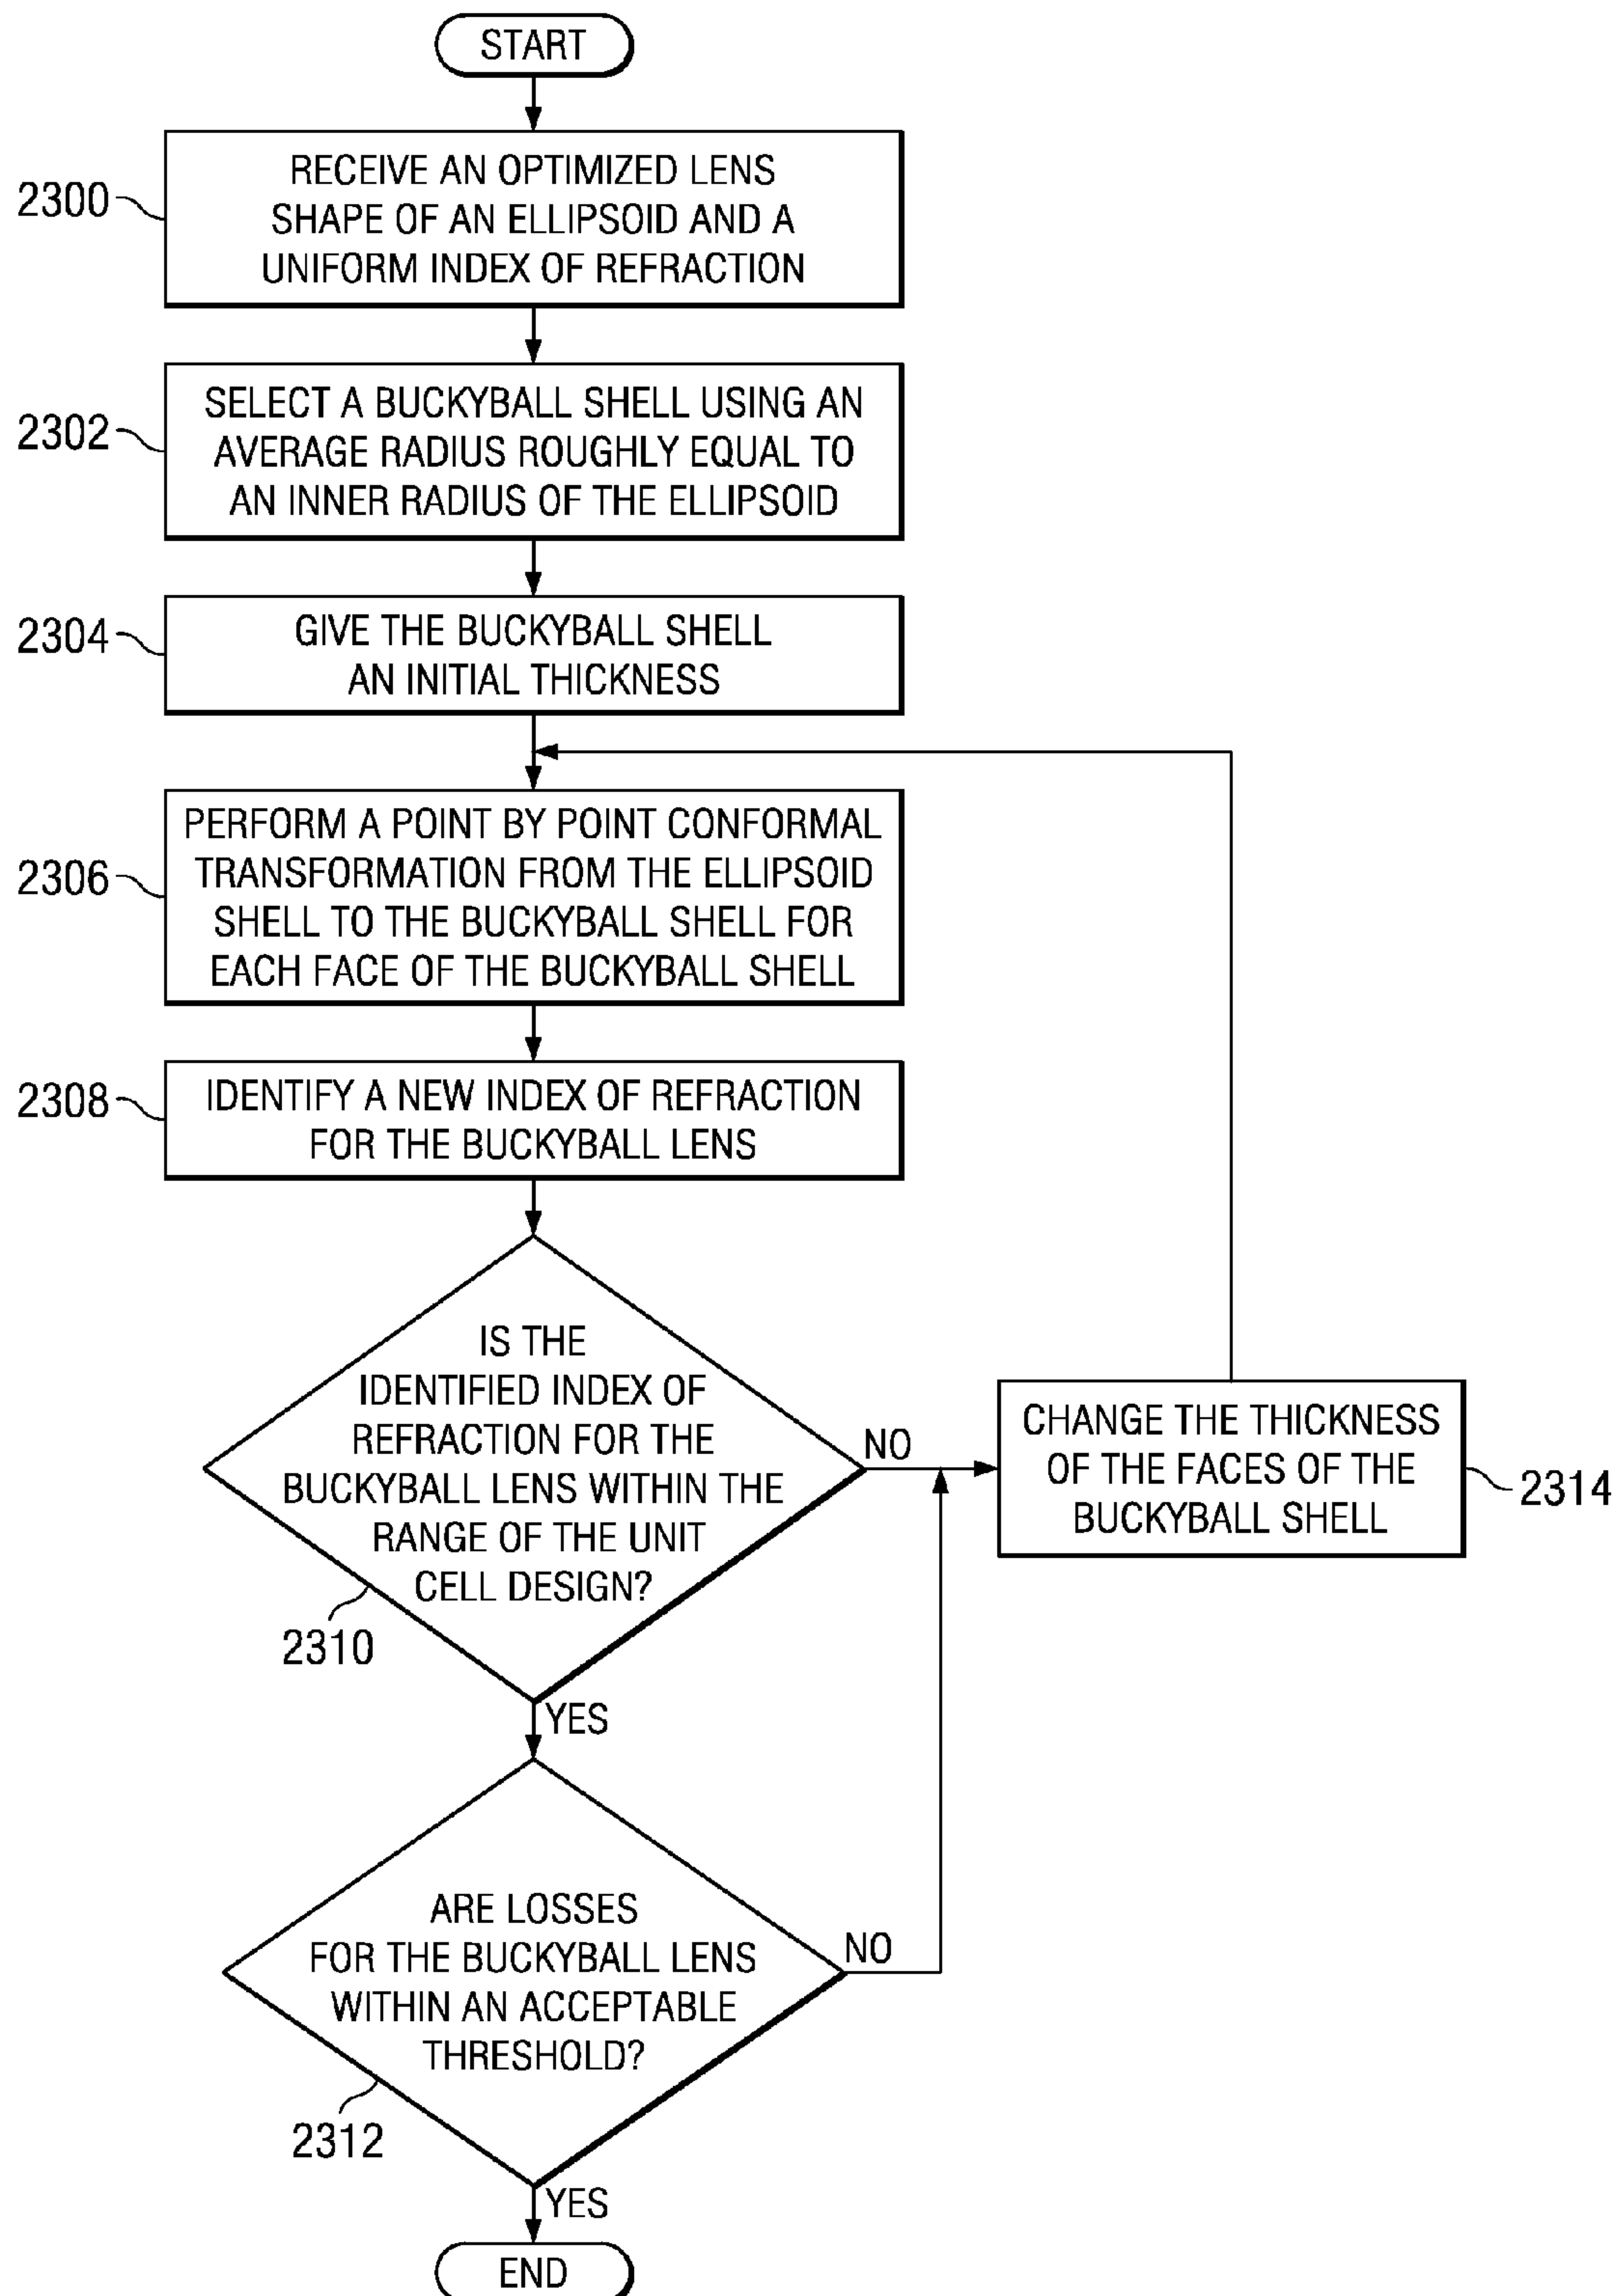 START
2300
RECEIVE AN OPTIMIZED LENS
SHAPE OF AN ELLIPSOID AND A
UNIFORM INDEX OF REFRACTION
2302
SELECT A BUCKYBALL SHELL USING AN
AVERAGE RADIUS ROUGHLY EQUAL TO
AN INNER RADIUS OF THE ELLIPSOID
2304
GIVE THE BUCKYBALL SHELL
AN INITIAL THICKNESS
2306
PERFORM A POINT BY POINT CONFORMAL
TRANSFORMATION FROM THE ELLIPSOID
SHELL TO THE BUCKYBALL SHELL FOR
EACH FACE OF THE BUCKYBALL SHELL
2308
IDENTIFY A NEW INDEX OF REFRACTION
FOR THE BUCKYBALL LENS
IS THE
IDENTIFIED INDEX OF
REFRACTION FOR THE
BUCKYBALL LENS WITHIN THE
RANGE OF THE UNIT
CELL DESIGN?
2310
NO
CHANGE THE THICKNESS
OF THE FACES OF THE
BUCKYBALL SHELL
2314
YES
ARE LOSSES
FOR THE BUCKYBALL LENS
WITHIN AN ACCEPTABLE
THRESHOLD?
2312
NO
YES
END